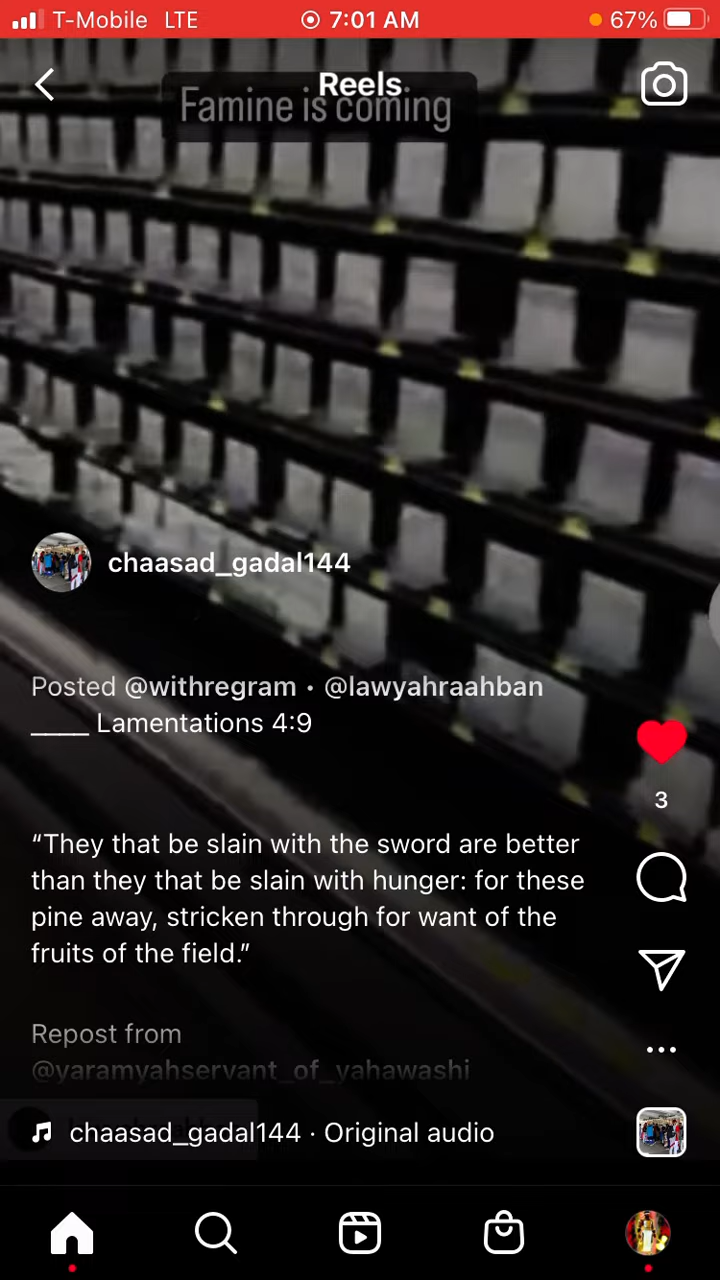 T-Mobile LTE 7:01 AM 67%
Reels
Famine is coming
chaasad_gadal144
Posted @withregram • @lawyahraahban
____ Lamentations 4:9
3
“They that be slain with the sword are better
than they that be slain with hunger: for these
pine away, stricken through for want of the
fruits of the field.”
Repost from
@yaramyahservant_of_yahawashi
chaasad_gadal144 · Original audio